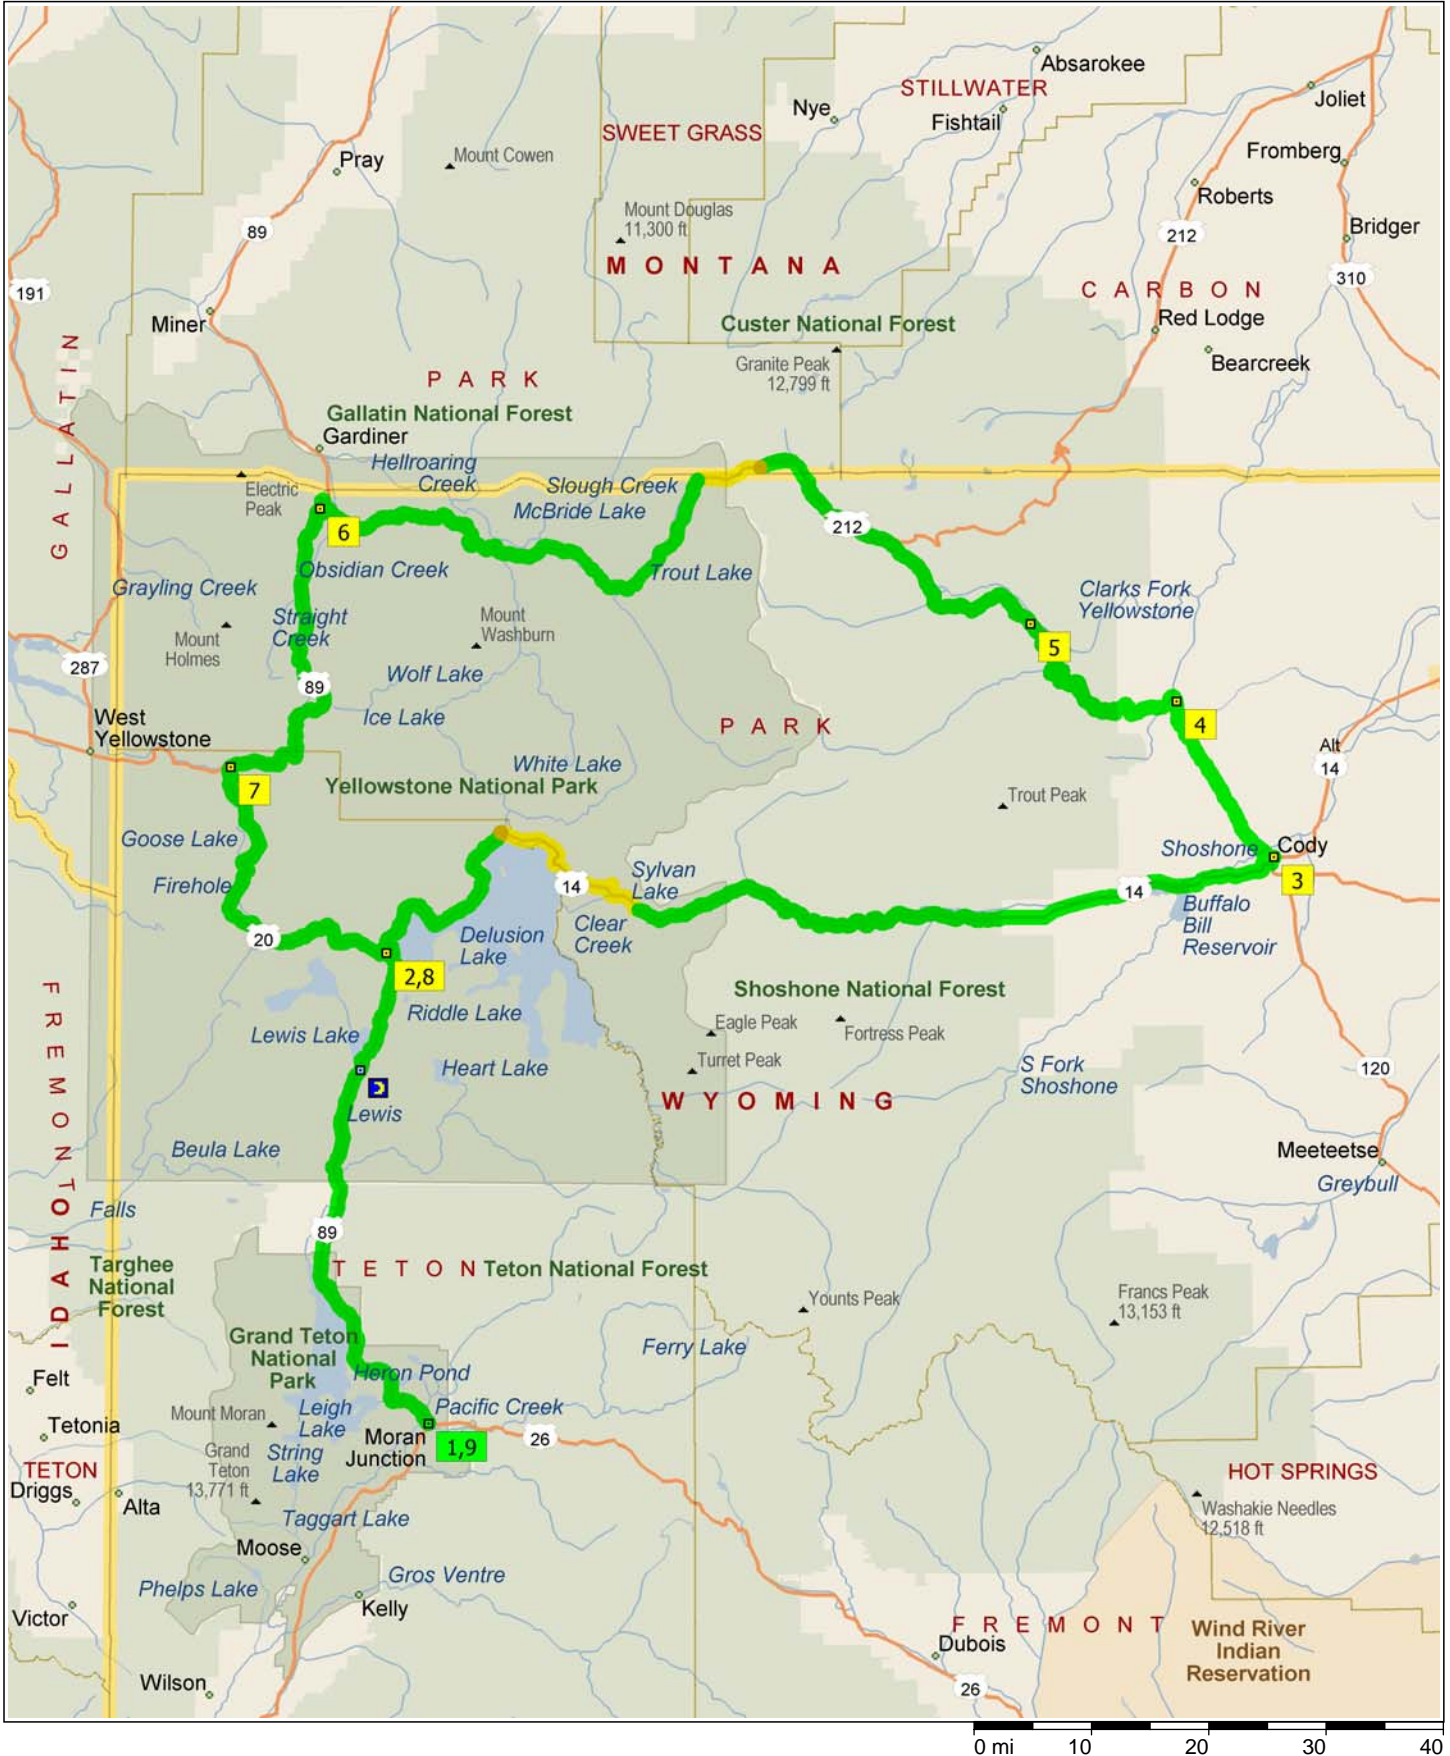 Absarokee
STILLWATER
Joliet
Nye
Fishtail
SWEET GRASS
Fromberg
Mount Cowen
Pray
Roberts
Mount Douglas
11,300 ft
89
212
Bridger
MONTANA
310
191
CARBON
Miner
Custer National Forest
Red Lodge
GALLATIN
Granite Peak
12,799 ft
Bearcreek
PARK
Gallatin National Forest
Gardiner
Hellroaring
Creek
Electric
Peak
Slough Creek
McBride Lake
6
212
Obsidian Creek
Trout Lake
Grayling Creek
Clarks Fork
Yellowstone
Straight
Creek
Mount
Washburn
Mount
Holmes
5
287
Wolf Lake
89
West
Yellowstone
Ice Lake
PARK
4
Alt
14
White Lake
Yellowstone National Park
7
Trout Peak
Goose Lake
Shoshone
Cody
Sylvan
Lake
Firehole
14
14
3
Buffalo
Bill
Reservoir
Clear
Creek
20
Delusion
Lake
2,8
Shoshone National Forest
FREMONT
Riddle Lake
Eagle Peak
Fortress Peak
Lewis Lake
Turret Peak
Heart Lake
S Fork
Shoshone
120
WYOMING
Lewis
Beula Lake
Meeteetse
Greybull
Falls
IDAHO
89
Targhee
National
Forest
TETON
Teton National Forest
Younts Peak
Francs Peak
13,153 ft
Grand Teton
National
Park
Ferry Lake
Felt
Heron Pond
Mount Moran
Leigh
Lake
Pacific Creek
Tetonia
Moran
Junction
1,9
26
Grand
Teton
13,771 ft
String
Lake
TETON
Driggs
HOT SPRINGS
Alta
Washakie Needles
12,518 ft
Taggart Lake
Moose
Phelps Lake
Gros Ventre
Kelly
Victor
FREMONT
Wind River
Indian
Reservation
Dubois
Wilson
26
0 mi 10 20 30 40